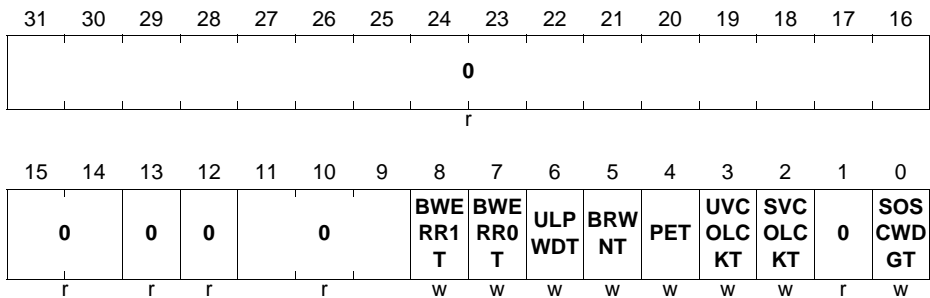 31 30 29 28 27 26 25 24 23 22 21 20 19 18 17 16
0
r
15 14 13 12 11 10 9 8 7 6 5 4 3 2 1 0
0 0 0 0 BWE RR1 T BWE RR0 T ULP WDT BRW NT PET UVC OLC KT SVC OLC KT 0 SOS CWD GT
r r r r w w w w w w w r w